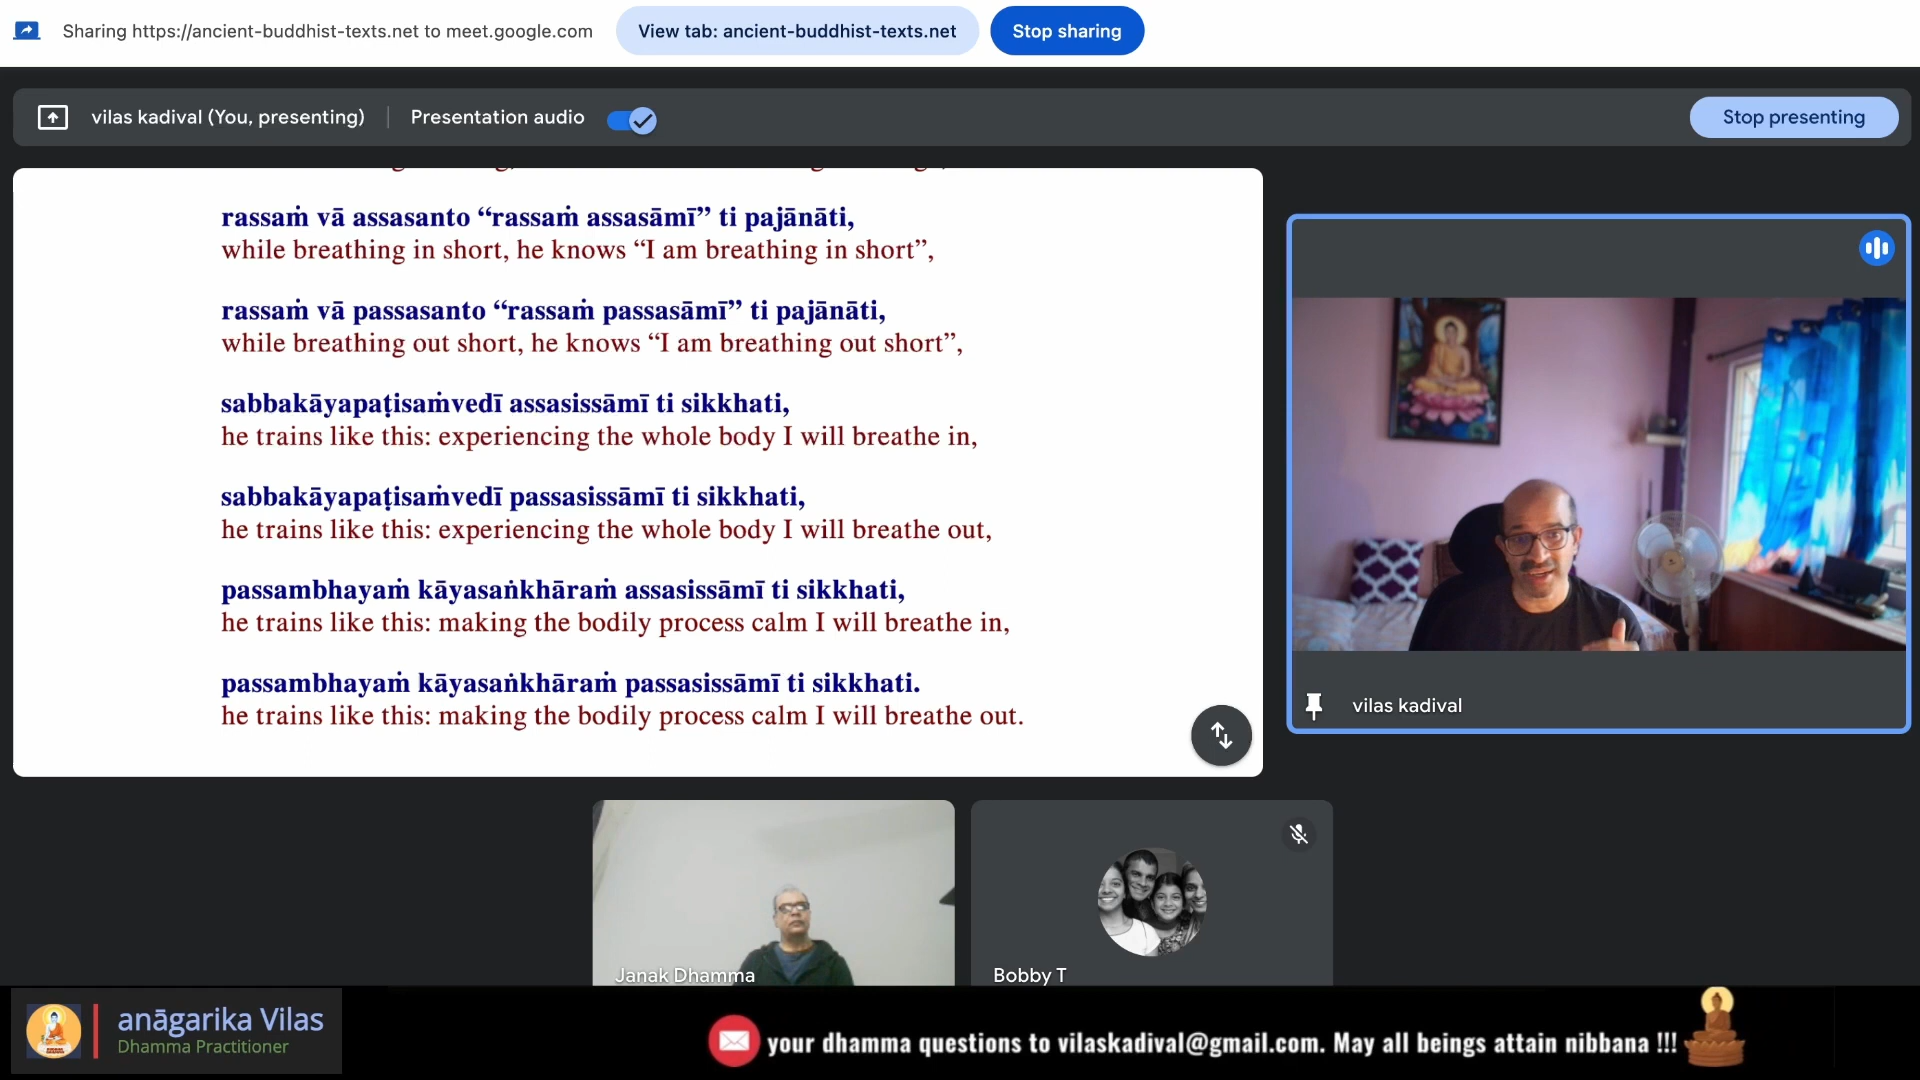 Sharing https://ancient-buddhist-texts.net to meet.google.com
View tab: ancient-buddhist-texts.net
Stop sharing
vilas kadival (You, presenting)
Presentation audio
Stop presenting
rassaṁ vā assasanto “rassaṁ assasāmī” ti pajānāti,
while breathing in short, he knows “I am breathing in short”,
rassaṁ vā passasanto “rassaṁ passasāmī” ti pajānāti,
while breathing out short, he knows “I am breathing out short”,
sabbakāyapaṭisaṁvedī assasissāmī ti sikkhati,
he trains like this: experiencing the whole body I will breathe in,
sabbakāyapaṭisaṁvedī passasissāmī ti sikkhati,
he trains like this: experiencing the whole body I will breathe out,
passambhayaṁ kāyasaṅkhāraṁ assasissāmī ti sikkhati,
he trains like this: making the bodily process calm I will breathe in,
passambhayaṁ kāyasaṅkhāraṁ passasissāmī ti sikkhati.
he trains like this: making the bodily process calm I will breathe out.
vilas kadival
Janak Dhamma
Bobby T
anāgarika Vilas
Dhamma Practitioner
your dhamma questions to vilaskadival@gmail.com. May all beings attain nibbana !!!